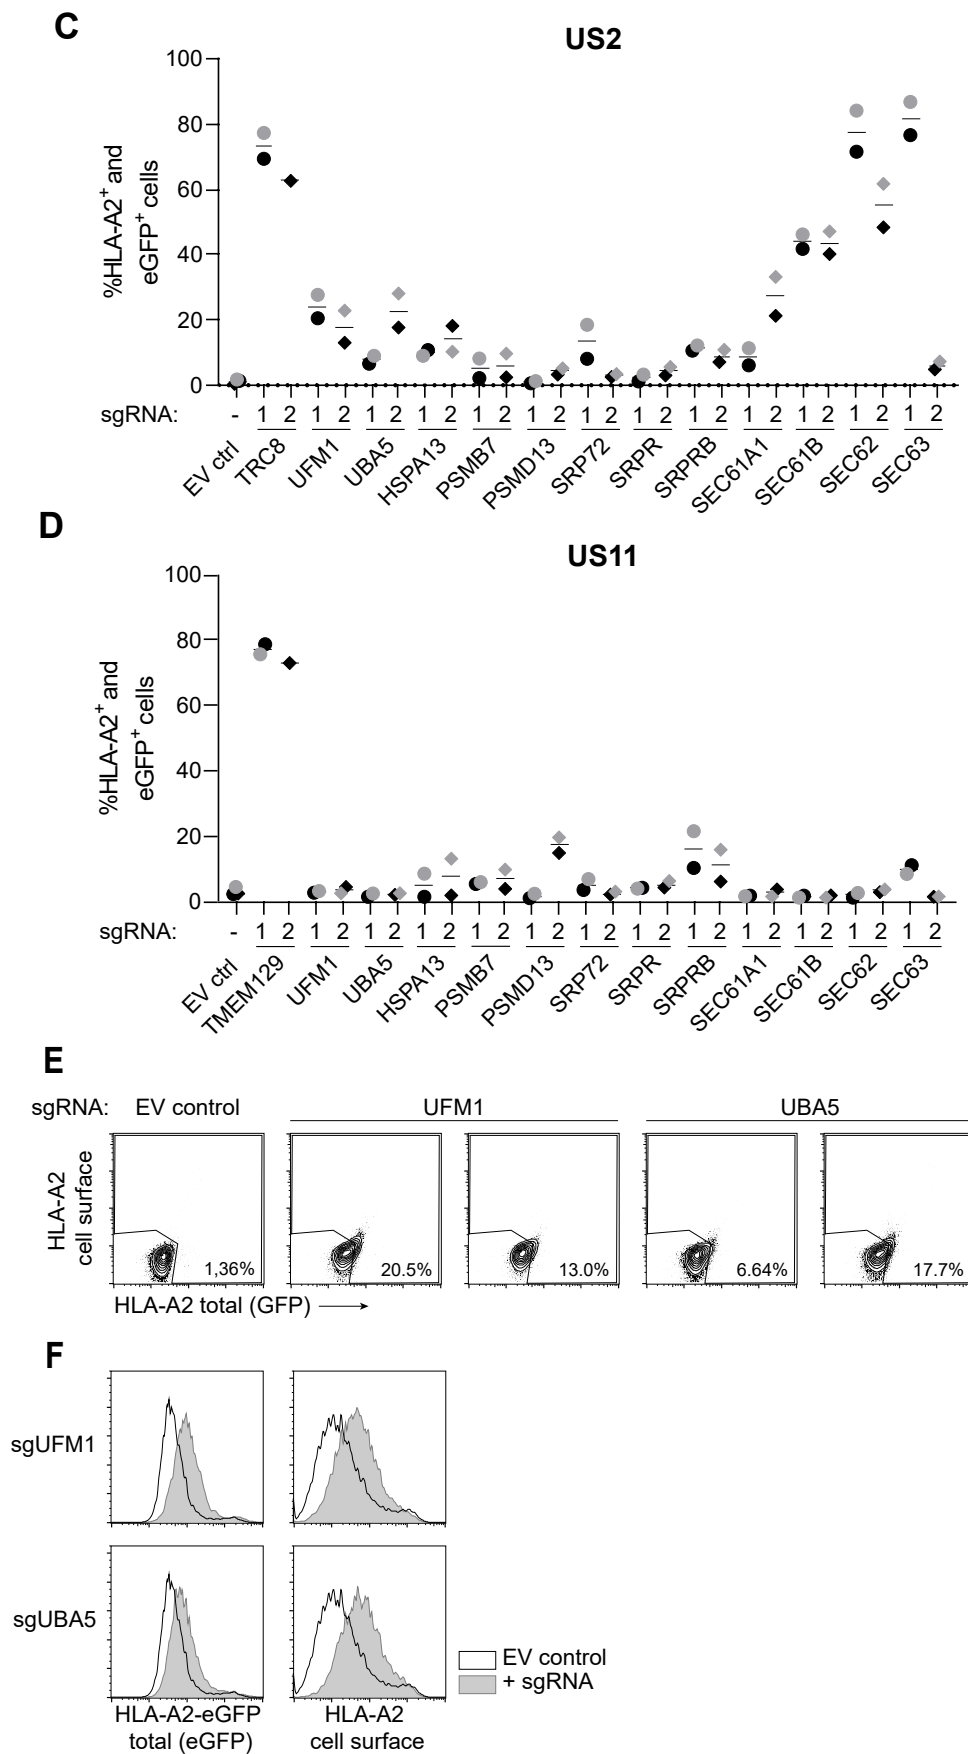 C
US2
%HLA-A2+ and
eGFP+ cells
100
80
60
40
20
0
sgRNA: - 1 2 1 2 1 2 1 2 1 2 1 2 1 2 1 2 1 2 1 2 1 2 1 2 1 2
EV ctrl TRC8 UFM1 UBA5 HSPA13 PSMB7 PSMD13 SRP72 SRPR SRPRB SEC61A1 SEC61B SEC62 SEC63
D
US11
%HLA-A2+ and
eGFP+ cells
100
80
60
40
20
0
sgRNA: - 1 2 1 2 1 2 1 2 1 2 1 2 1 2 1 2 1 2 1 2 1 2 1 2 1 2
EV ctrl TMEM129 UFM1 UBA5 HSPA13 PSMB7 PSMD13 SRP72 SRPR SRPRB SEC61A1 SEC61B SEC62 SEC63
E
sgRNA: EV control UFM1 UBA5
HLA-A2
cell surface
1,36% 20.5% 13.0% 6.64% 17.7%
HLA-A2 total (GFP)
F
sgUFM1
sgUBA5
EV control
+ sgRNA
HLA-A2-eGFP
total (eGFP)
HLA-A2
cell surface